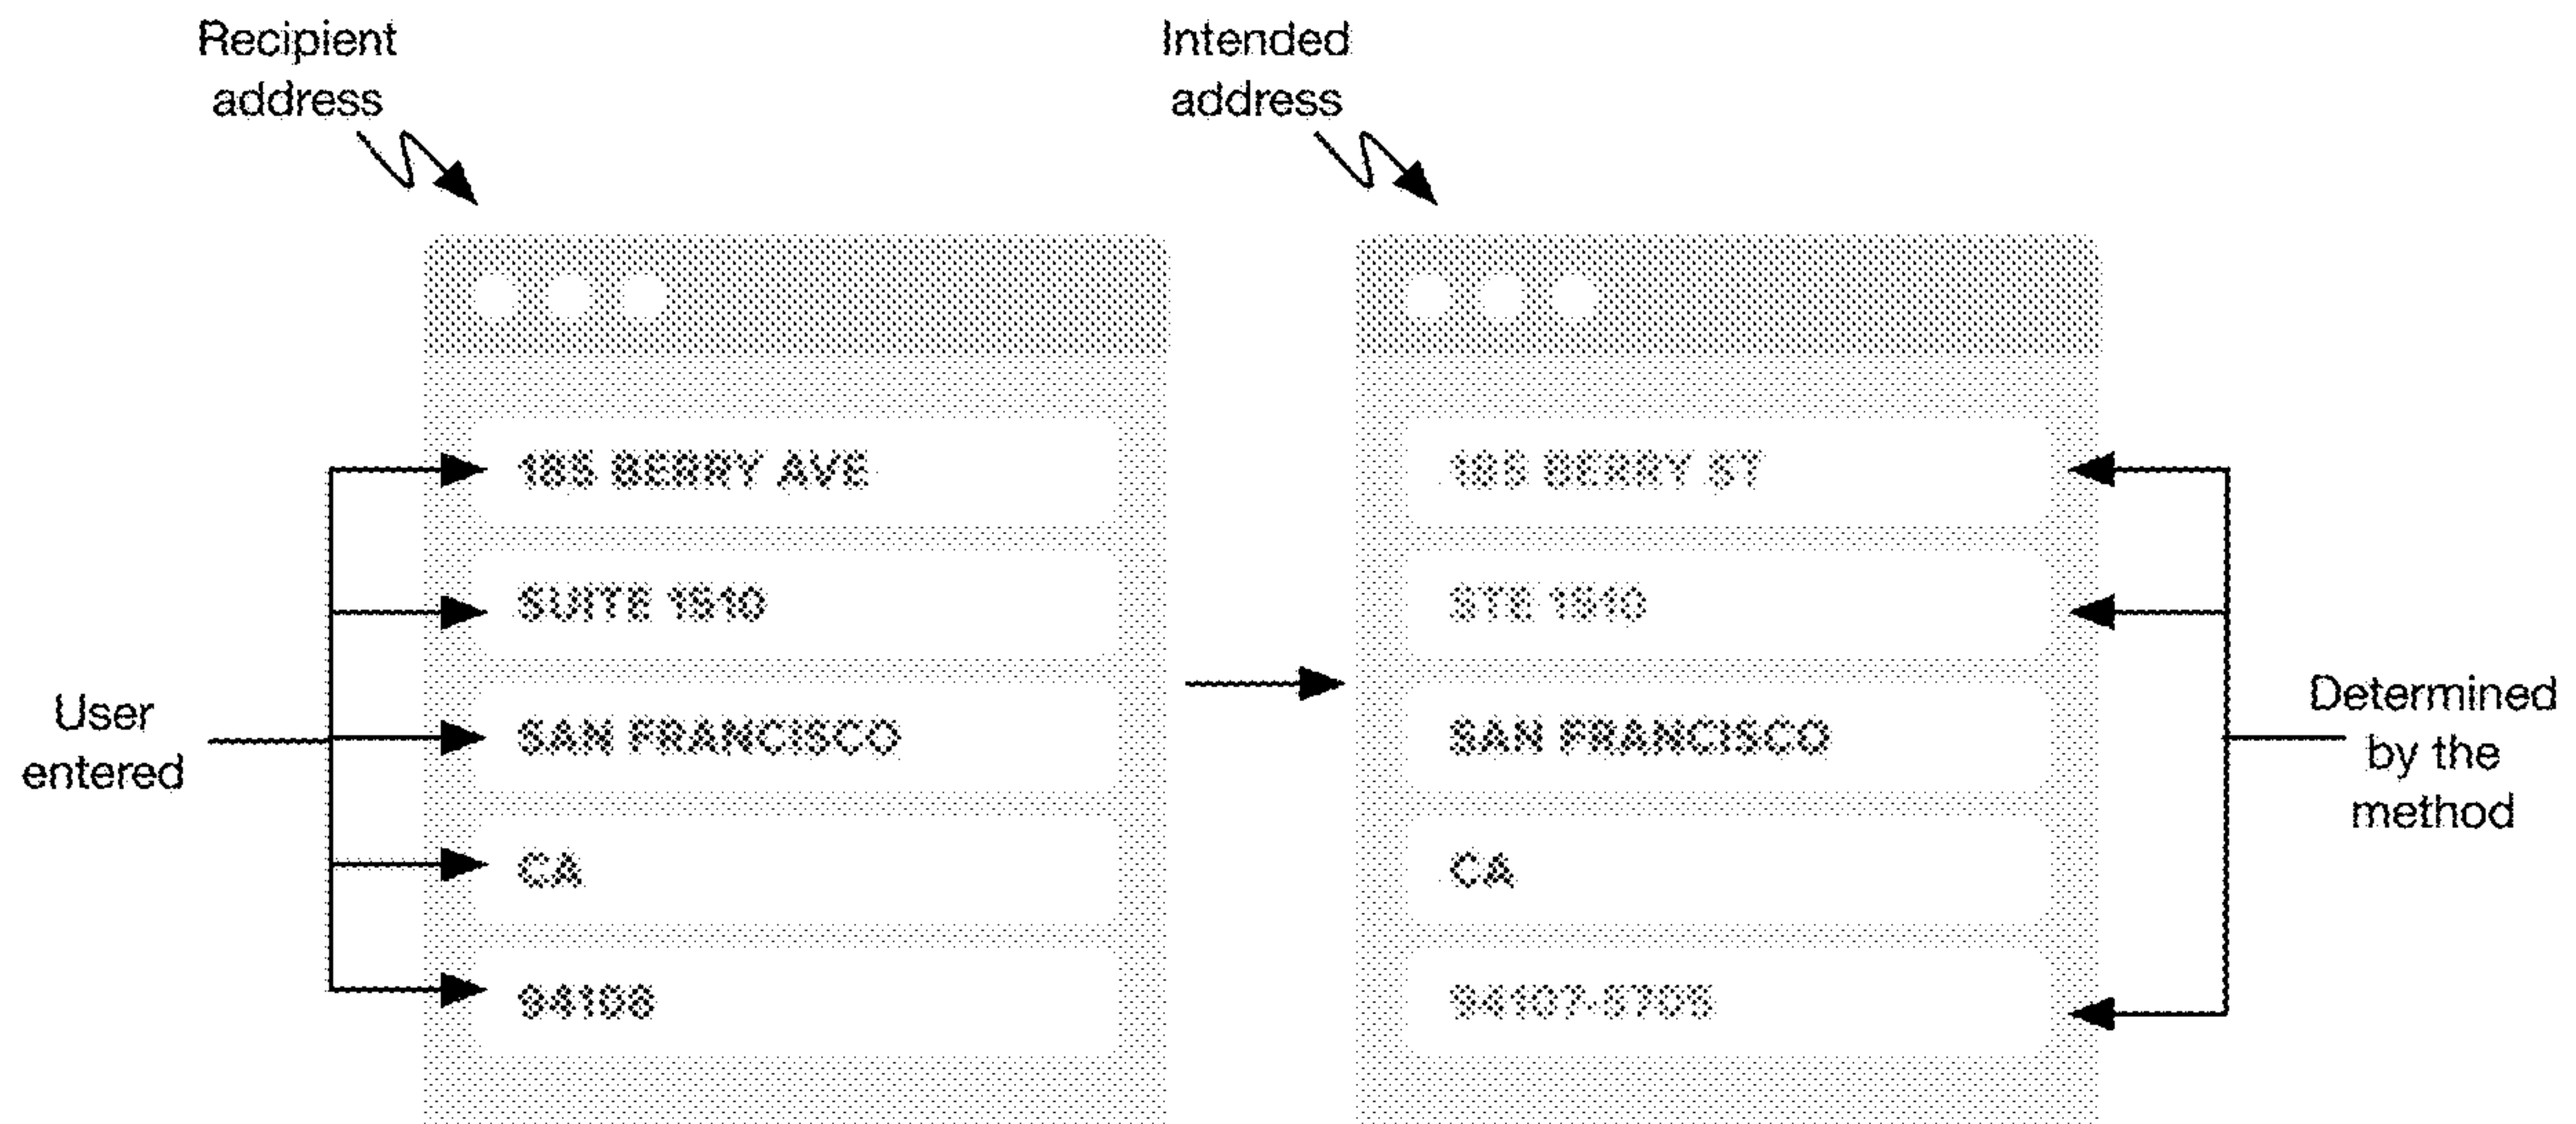 Recipient
address
Intended
address
185 BERRY AVE
SUITE 1510
SAN FRANCISCO
CA
User
entered
185 BERRY ST
STE 1510
SAN FRANCISCO
CA
94107-5705
Determined
by the
method